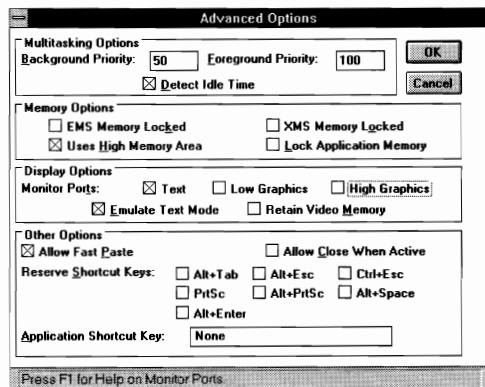 Advanced Options
Multitasking Options
Background Priority: 50 Foreground Priority: 100
Detect Idle Time
OK
Cancel
Memory Options
EMS Memory Locked XMS Memory Locked
Uses High Memory Area Lock Application Memory
Display Options
Monitor Ports: Text Low Graphics High Graphics
Emulate Text Mode Retain Video Memory
Other Options
Allow Fast Paste Allow Close When Active
Reserve Shortcut Keys: Alt+Tab Alt+Esc Ctrl+Esc
PrtSc Alt+PrtSc Alt+Space
Alt+Enter
Application Shortcut Key: None
Press F1 for Help on Monitor Ports.